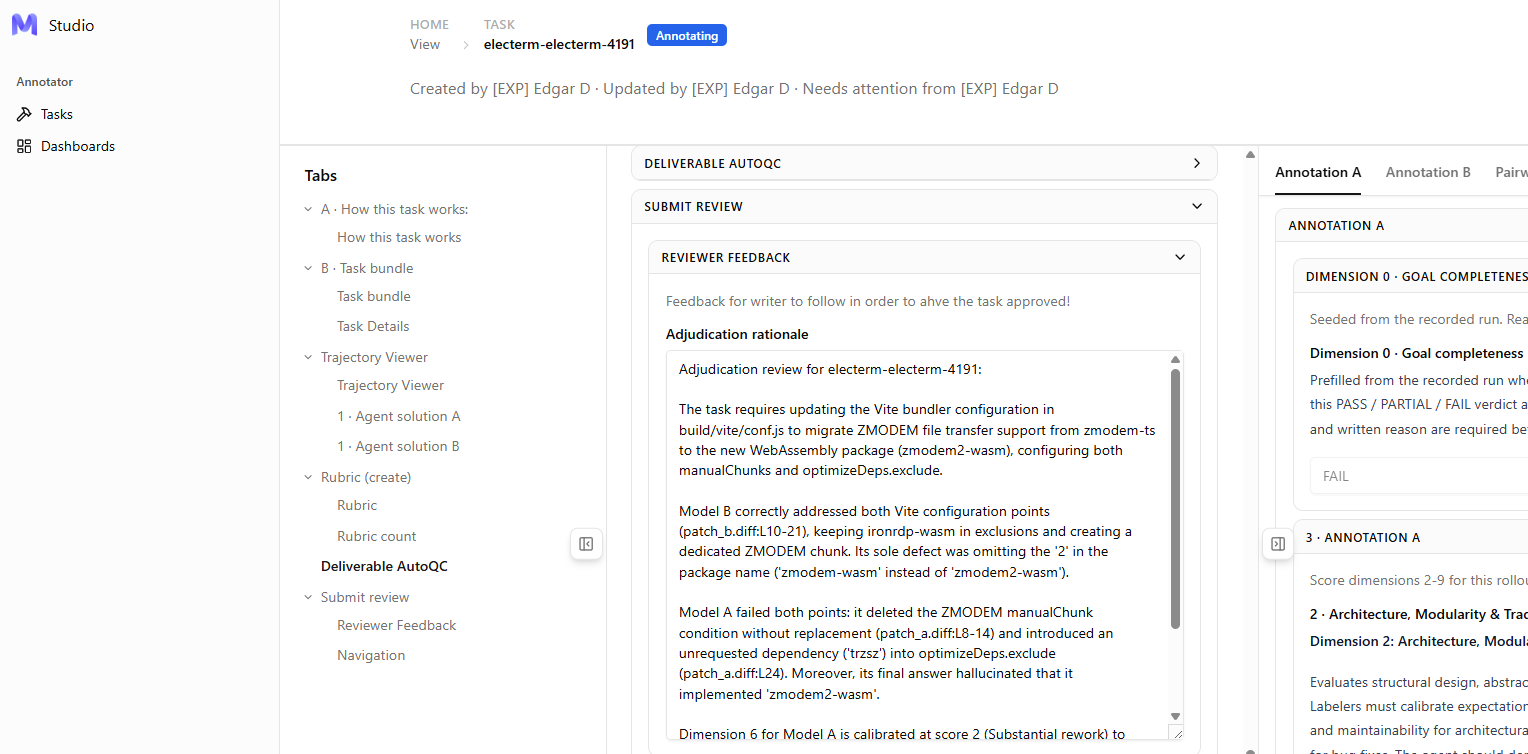 Studio
Annotator
Tasks
Dashboards
HOME
View
TASK
electerm-electerm-4191
Annotating
Created by [EXP] Edgar D · Updated by [EXP] Edgar D · Needs attention from [EXP] Edgar D
Tabs
A · How this task works:
How this task works
B · Task bundle
Task bundle
Task Details
Trajectory Viewer
Trajectory Viewer
1 · Agent solution A
1 · Agent solution B
Rubric (create)
Rubric
Rubric count
Deliverable AutoQC
Submit review
Reviewer Feedback
Navigation
DELIVERABLE AUTOQC
SUBMIT REVIEW
REVIEWER FEEDBACK
Feedback for writer to follow in order to ahve the task approved!
Adjudication rationale
Adjudication review for electerm-electerm-4191:
The task requires updating the Vite bundler configuration in
build/vite/conf.js to migrate ZMODEM file transfer support from zmodem-ts
to the new WebAssembly package (zmodem2-wasm), configuring both
manualChunks and optimizeDeps.exclude.
Model B correctly addressed both Vite configuration points
(patch_b.diff:L10-21), keeping ironrdp-wasm in exclusions and creating a
dedicated ZMODEM chunk. Its sole defect was omitting the '2' in the
package name ('zmodem-wasm' instead of 'zmodem2-wasm').
Model A failed both points: it deleted the ZMODEM manualChunk
condition without replacement (patch_a.diff:L8-14) and introduced an
unrequested dependency ('trzsz') into optimizeDeps.exclude
(patch_a.diff:L24). Moreover, its final answer hallucinated that it
implemented 'zmodem2-wasm'.
Dimension 6 for Model A is calibrated at score 2 (Substantial rework) to
Annotation A
Annotation B
Pairw
ANNOTATION A
DIMENSION 0 · GOAL COMPLETENES
Seeded from the recorded run. Rea
Dimension 0 · Goal completeness
Prefilled from the recorded run whe
this PASS / PARTIAL / FAIL verdict a
and written reason are required be
FAIL
3 · ANNOTATION A
Score dimensions 2-9 for this rollou
2 · Architecture, Modularity & Trad
Dimension 2: Architecture, Modula
Evaluates structural design, abstrac
Labelers must calibrate expectation
and maintainability for architectura